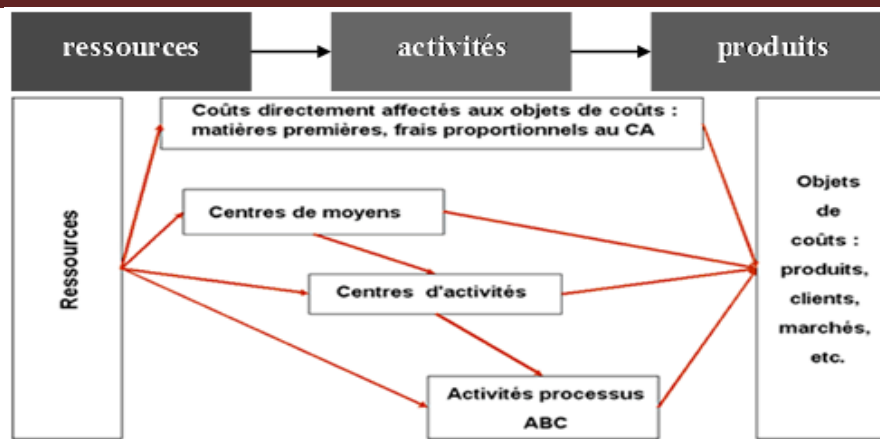 ressources
activités
produits
Coûts directement affectés aux objets de coûts :
matières premières, frais proportionnels au CA
Ressources
Centres de moyens
Centres d'activités
Activités processus
ABC
Objets
de
coûts :
produits,
clients,
marchés,
etc.